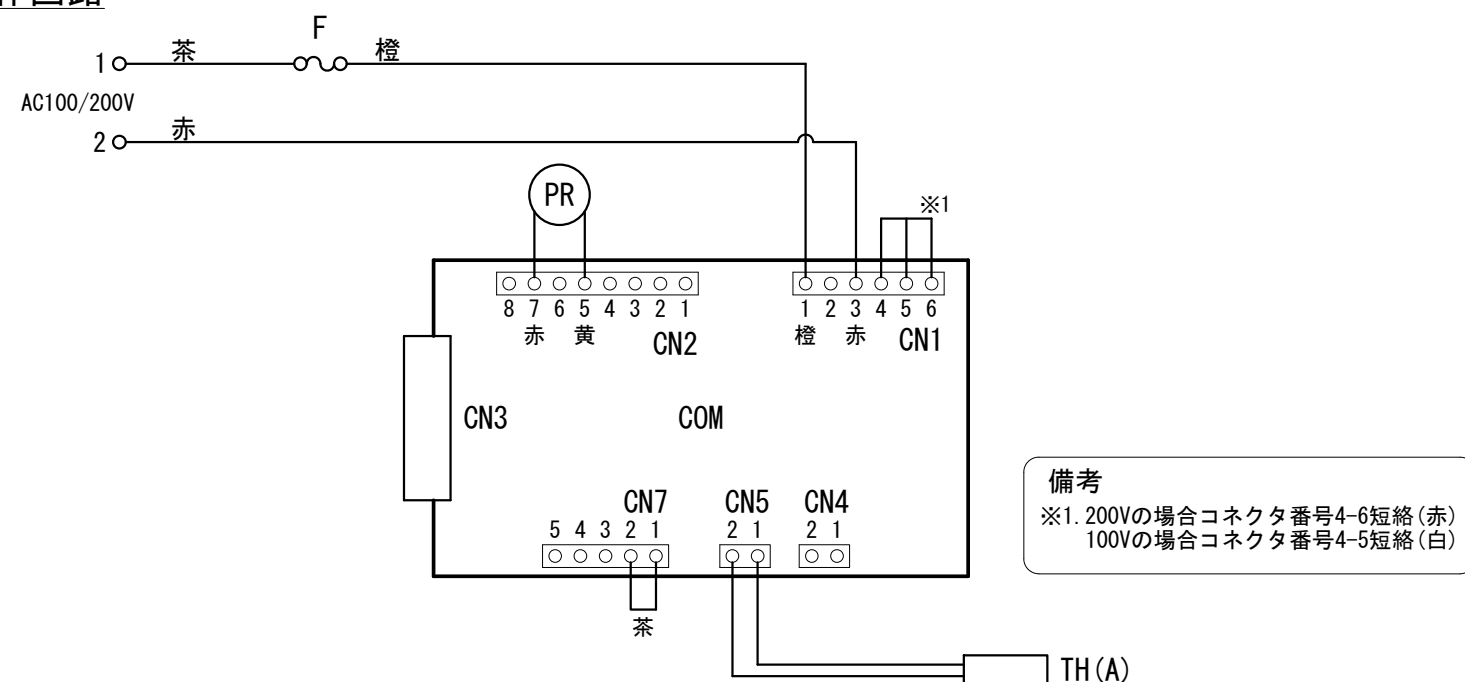 作回路
F
1 茶 橙
AC100/200V
2 赤
PR
※1
8 7 6 5 4 3 2 1
1 2 3 4 5 6
赤 黄
CN2
橙 赤
CN1
CN3
COM
CN7
CN5
CN4
5 4 3 2 1
2 1
2 1
茶
備考
※1.200Vの場合コネクタ番号4-6短絡(赤)
100Vの場合コネクタ番号4-5短絡(白)
TH(A)